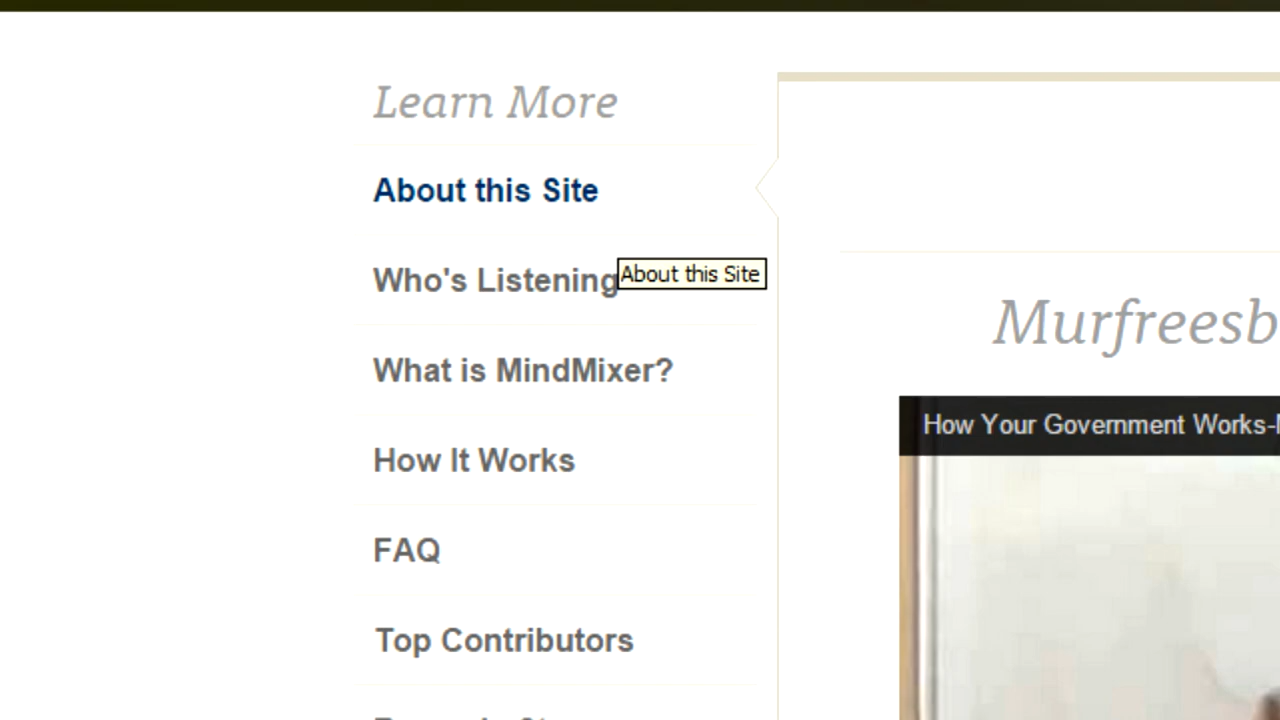 Learn More
About this Site
Who's Listening
About this Site
What is MindMixer?
How It Works
FAQ
Top Contributors
Murfreesb
How Your Government Works-